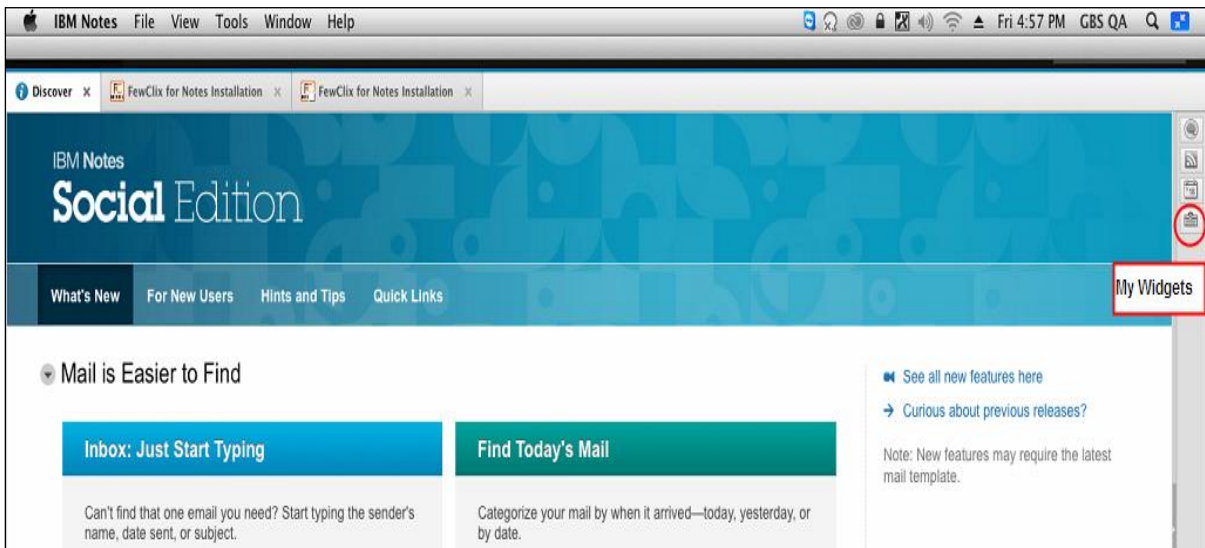 IBM Notes File View Tools Window Help Fri 4:57 PM GBS QA
Discover x FewClix for Notes Installation x FewClix for Notes Installation x
IBM Notes
Social Edition
What's New For New Users Hints and Tips Quick Links
My Widgets
Mail is Easier to Find
See all new features here
Curious about previous releases?
Note: New features may require the latest
mail template.
Inbox: Just Start Typing
Can't find that one email you need? Start typing the sender's
name, date sent, or subject.
Find Today's Mail
Categorize your mail by when it arrived—today, yesterday, or
by date.